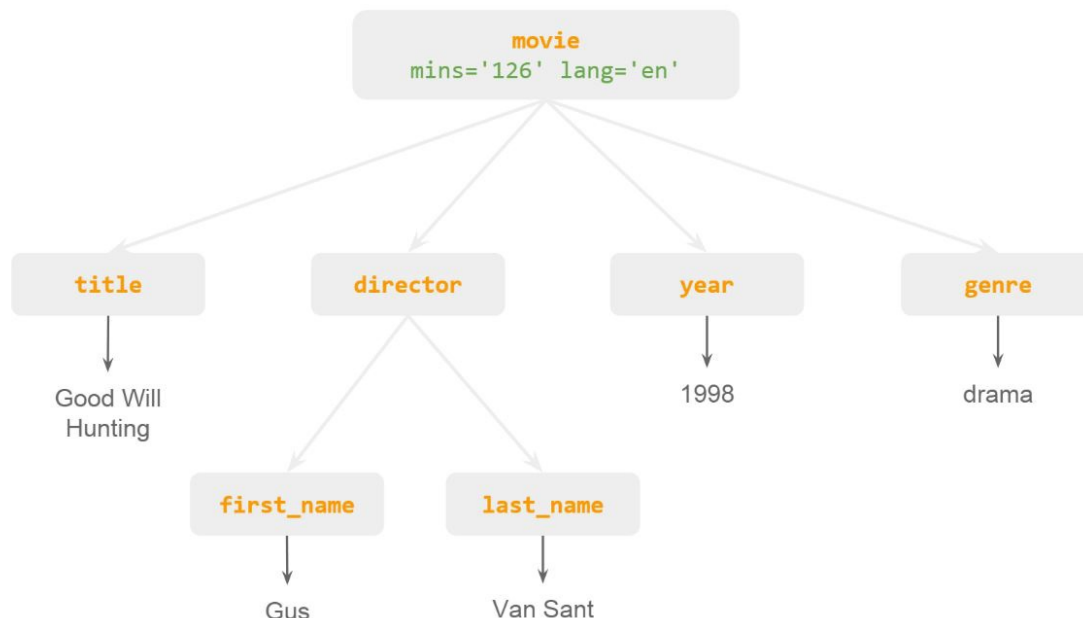 movie
mins='126' lang='en'
title
director
year
genre
Good Will
Hunting
1998
drama
first_name
last_name
Gus
Van Sant